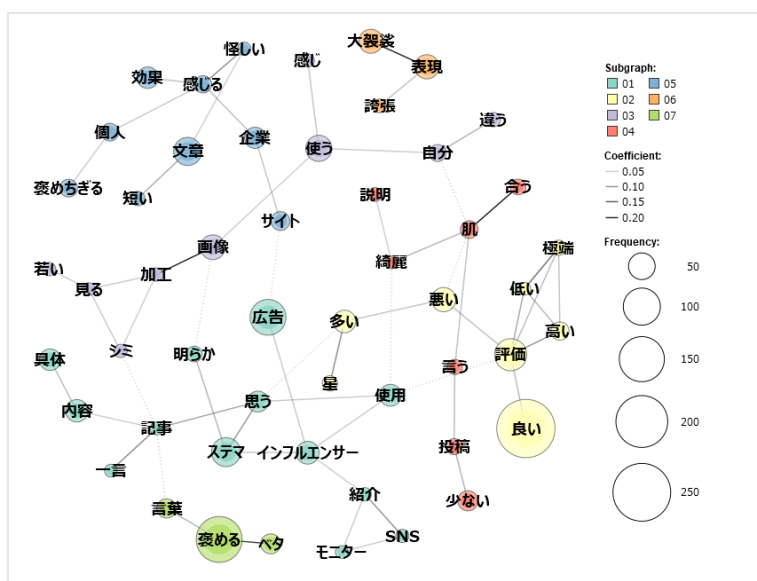 大袈裟
怪しい
感じ
表現
効果
感じる
誇張
違う
個人
文章
企業
使う
自分
褒めちぎる
短い
説明
合う
サイト
肌
若い
画像
綺麗
極端
見る
加工
低い
悪い
広告
多い
高い
シミ
明らか
評価
具体
言う
星
使用
内容
思う
記事
良い
ステマ
インフルエンサー
投稿
一言
紹介
少ない
言葉
褒める
ベタ
SNS
モニター
Subgraph:
01 05
02 06
03 07
04
Coefficient:
0.05
0.10
0.15
0.20
Frequency:
50
100
150
200
250